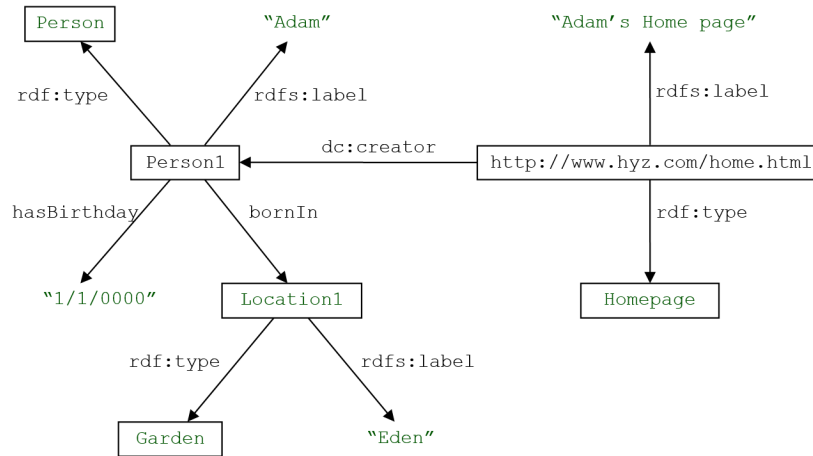 Person
“Adam”
“Adam’s Home page”
rdf:type
rdfs:label
rdfs:label
dc:creator
Person1
http://www.hyz.com/home.html
hasBirthday
bornIn
rdf:type
“1/1/0000”
Location1
Homepage
rdf:type
rdfs:label
Garden
“Eden”